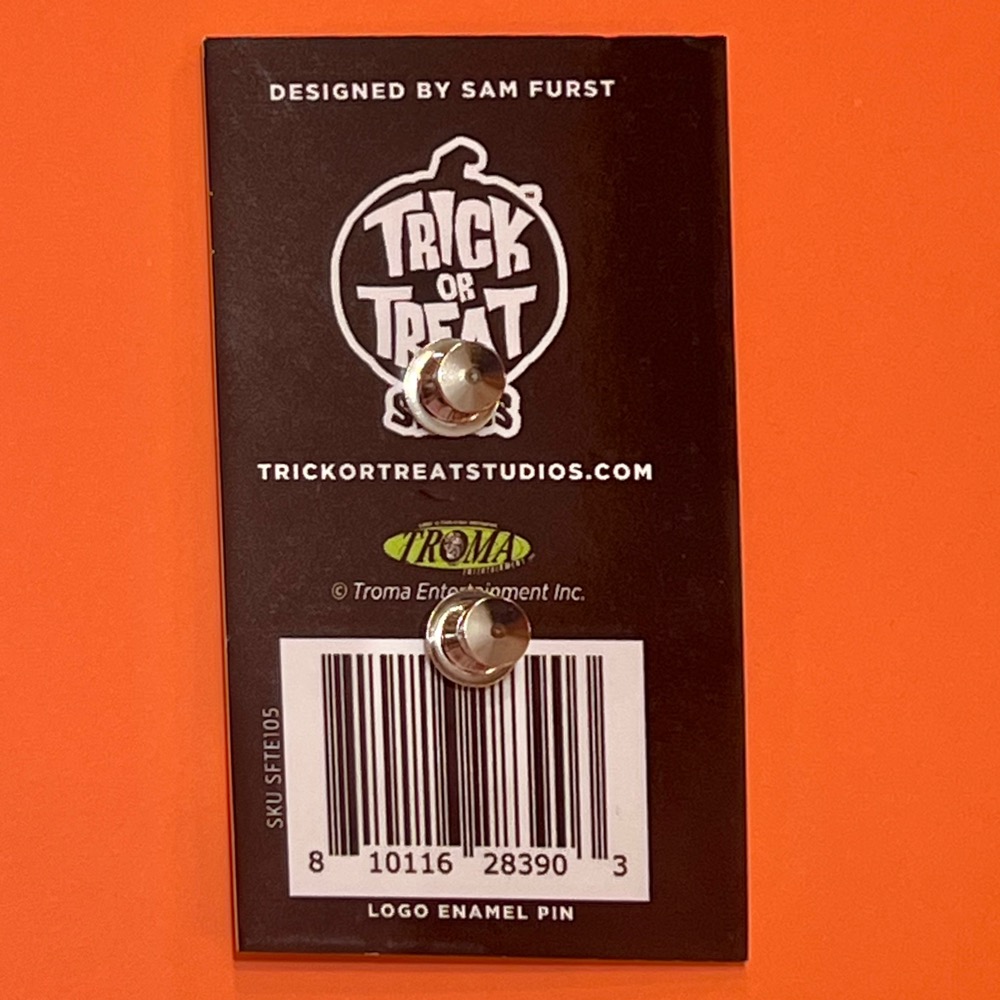 DESIGNED BY SAM FURST
TRICK
OR
TREAT
TRICKORTREATSTUDIOS.COM
TROMA
© Troma Entertainment Inc.
SKU SFTE105
8 10116 28390 3
LOGO ENAMEL PIN